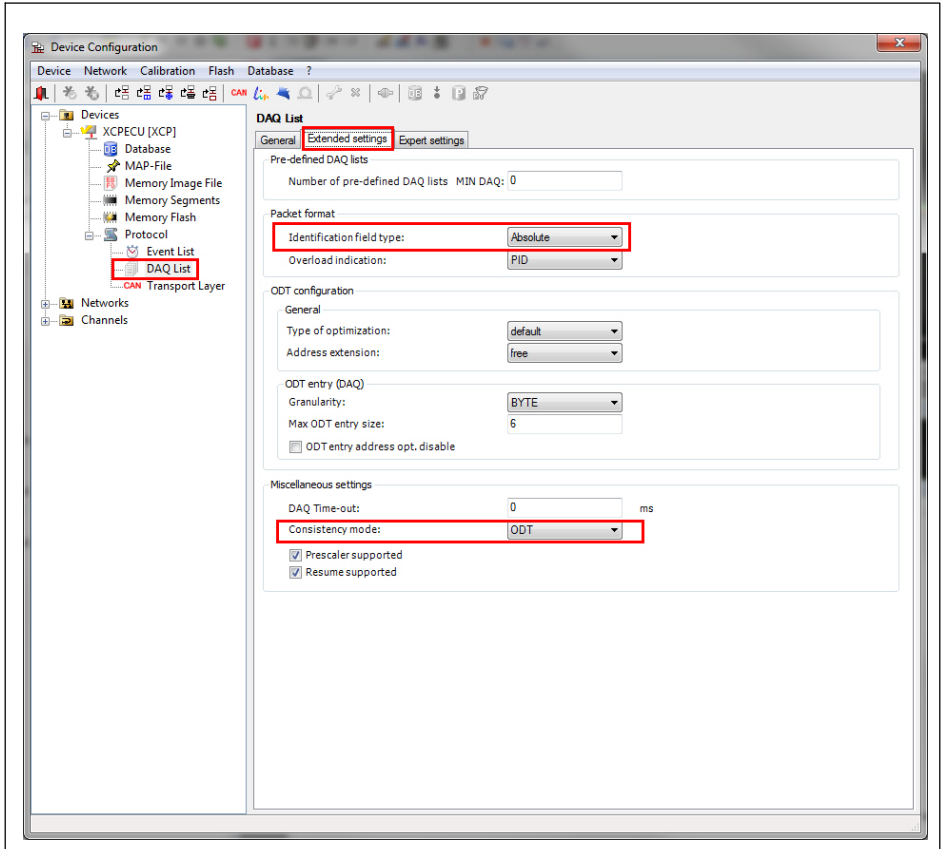 Device Configuration
Device Network Calibration Flash Database ?
CAN
Devices
XCPECU [XCP]
Database
MAP-File
Memory Image File
Memory Segments
Memory Flash
Protocol
Event List
DAQ List
CAN Transport Layer
Networks
Channels
DAQ List
General Extended settings Expert settings
Pre-defined DAQ lists
Number of pre-defined DAQ lists MIN DAQ: 0
Packet format
Identification field type: Absolute
Overload indication: PID
ODT configuration
General
Type of optimization: default
Address extension: free
ODT entry (DAQ)
Granularity: BYTE
Max ODT entry size: 6
ODT entry address opt. disable
Miscellaneous settings
DAQ Time-out: 0 ms
Consistency mode: ODT
Prescaler supported
Resume supported